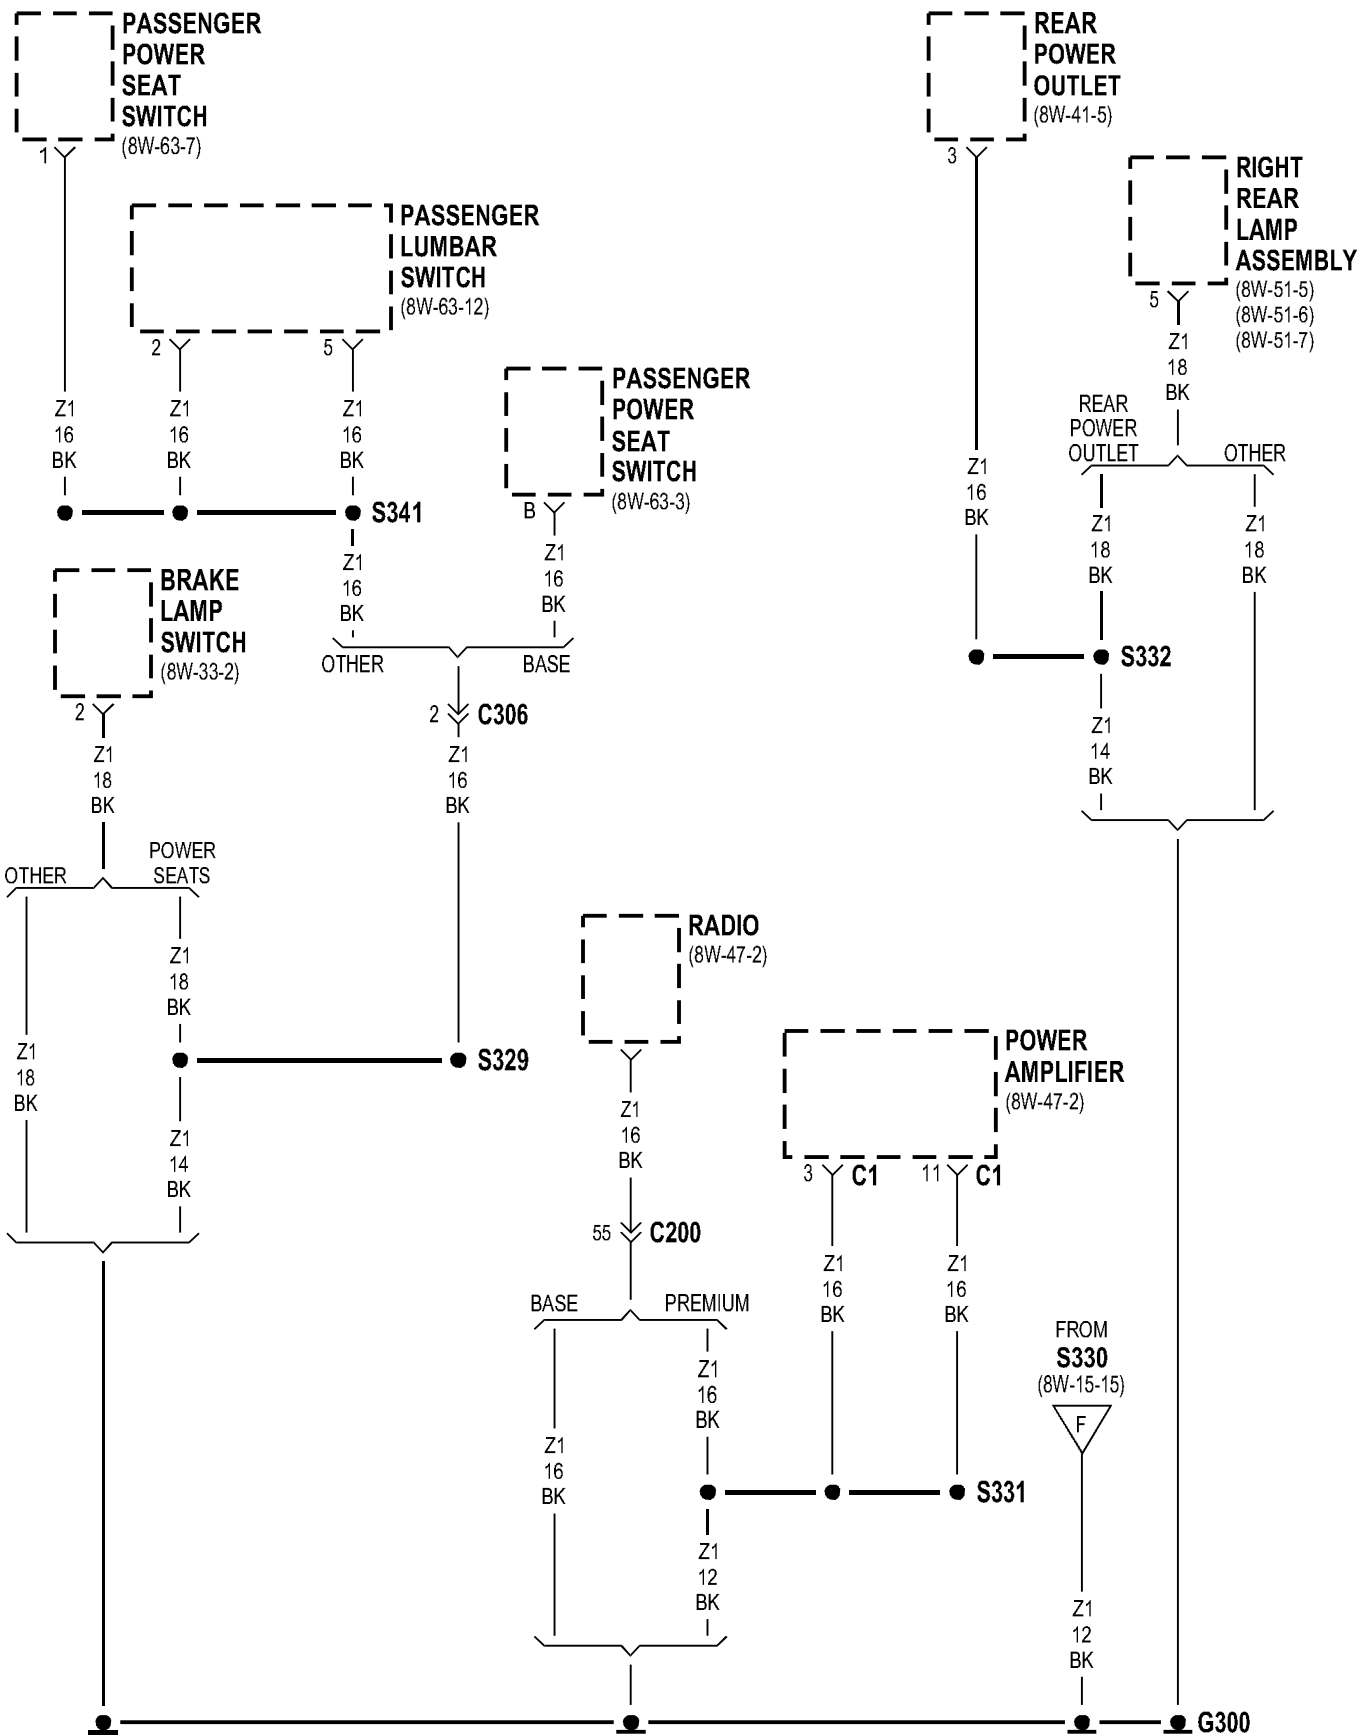 PASSENGER
POWER
SEAT
SWITCH
(8W-63-7)
1
REAR
POWER
OUTLET
(8W-41-5)
3
RIGHT
REAR
LAMP
ASSEMBLY
(8W-51-5)
(8W-51-6)
(8W-51-7)
5
Z1
18
BK
PASSENGER
LUMBAR
SWITCH
(8W-63-12)
2
5
PASSENGER
POWER
SEAT
SWITCH
(8W-63-3)
B
Z1
16
BK
Z1
16
BK
Z1
16
BK
S341
Z1
16
BK
Z1
16
BK
OTHER
BASE
2
C306
Z1
16
BK
REAR
POWER
OUTLET
OTHER
Z1
16
BK
Z1
18
BK
Z1
18
BK
S332
Z1
14
BK
BRAKE
LAMP
SWITCH
(8W-33-2)
2
Z1
18
BK
OTHER
POWER
SEATS
Z1
18
BK
Z1
18
BK
S329
Z1
14
BK
RADIO
(8W-47-2)
Z1
16
BK
55
C200
POWER
AMPLIFIER
(8W-47-2)
3
C1
11
C1
Z1
16
BK
Z1
16
BK
BASE
PREMIUM
Z1
16
BK
Z1
16
BK
S331
Z1
12
BK
FROM
S330
(8W-15-15)
F
Z1
12
BK
G300